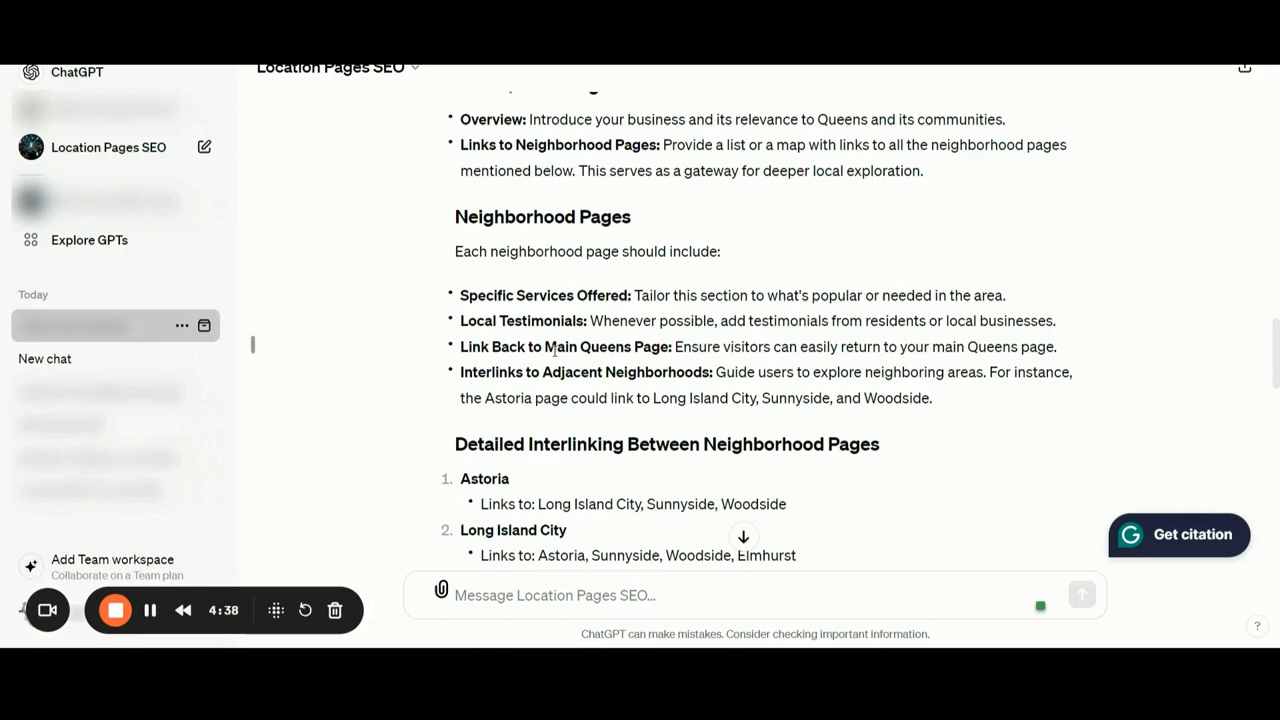 ChatGPT
Location Pages SEO
Location Pages SEO
Explore GPTs
Today
New chat
Add Team workspace
Collaborate on a Team plan
4:38
Overview: Introduce your business and its relevance to Queens and its communities.
Links to Neighborhood Pages: Provide a list or a map with links to all the neighborhood pages
mentioned below. This serves as a gateway for deeper local exploration.
Neighborhood Pages
Each neighborhood page should include:
Specific Services Offered: Tailor this section to what's popular or needed in the area.
Local Testimonials: Whenever possible, add testimonials from residents or local businesses.
Link Back to Main Queens Page: Ensure visitors can easily return to your main Queens page.
Interlinks to Adjacent Neighborhoods: Guide users to explore neighboring areas. For instance,
the Astoria page could link to Long Island City, Sunnyside, and Woodside.
Detailed Interlinking Between Neighborhood Pages
1. Astoria
Links to: Long Island City, Sunnyside, Woodside
2. Long Island City
Links to: Astoria, Sunnyside, Woodside, Elmhurst
Get citation
Message Location Pages SEO...
ChatGPT can make mistakes. Consider checking important information.
?